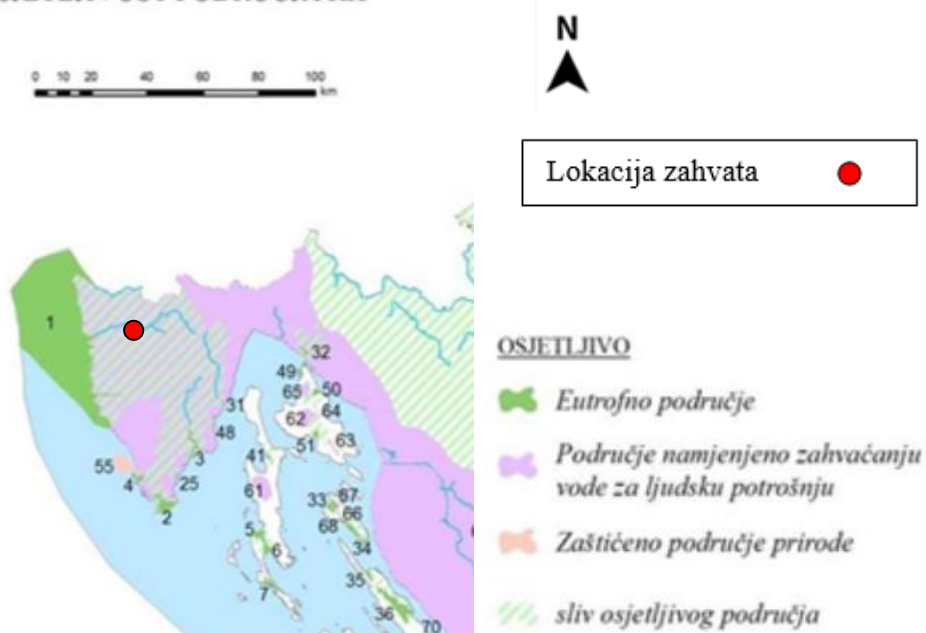 N
0 10 20 40 60 80 100
km
Lokacija zahvata
1
32
49
65
50
64
62
51
63
31
48
41
3
55
4
25
2
61
33
67
66
68
34
5
6
7
35
36
70
OSJETLJIVO
Eutrofno područje
Područje namjenjeno zahvaćanju
vode za ljudsku potrošnju
Zaštićeno područje prirode
sliv osjetljivog područja